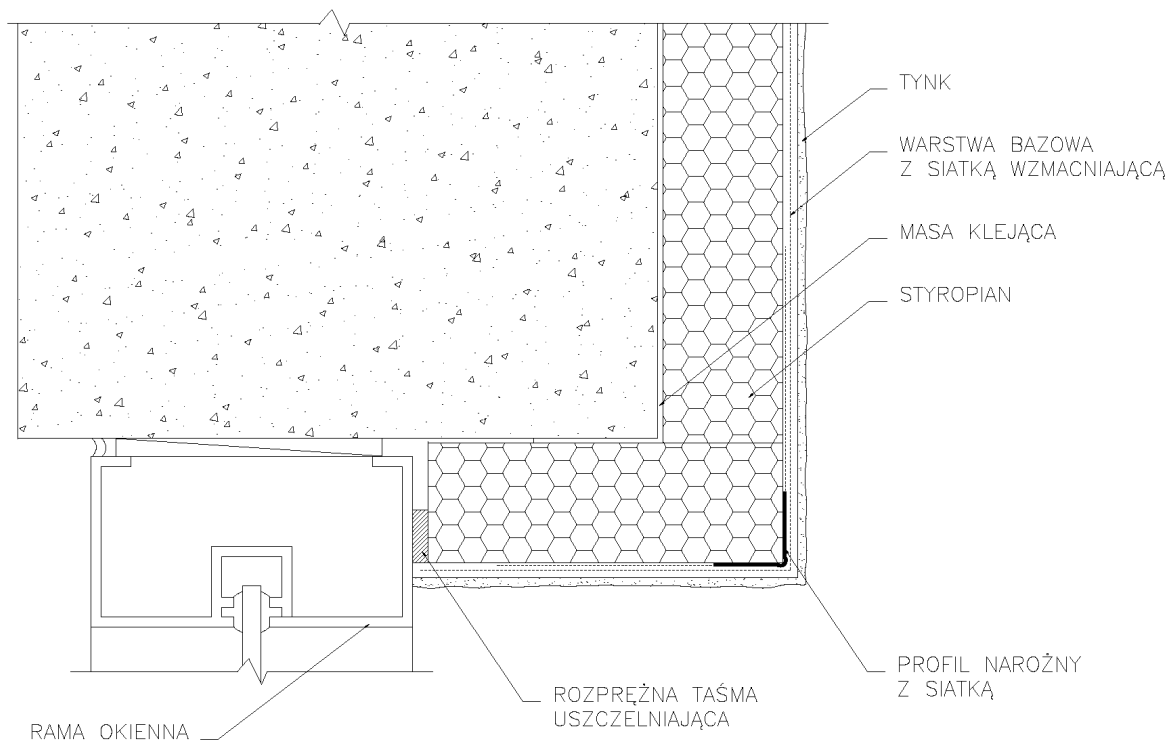 TYNK
WARSTWA BAZOWA
Z SIATKĄ WZMACNIAJĄCĄ
MASA KLEJĄCA
STYROPIAN
PROFIL NAROŻNY
Z SIATKĄ
ROZPRĘŻNA TAŚMA
USZCZELNIAJĄCA
RAMA OKIENNA